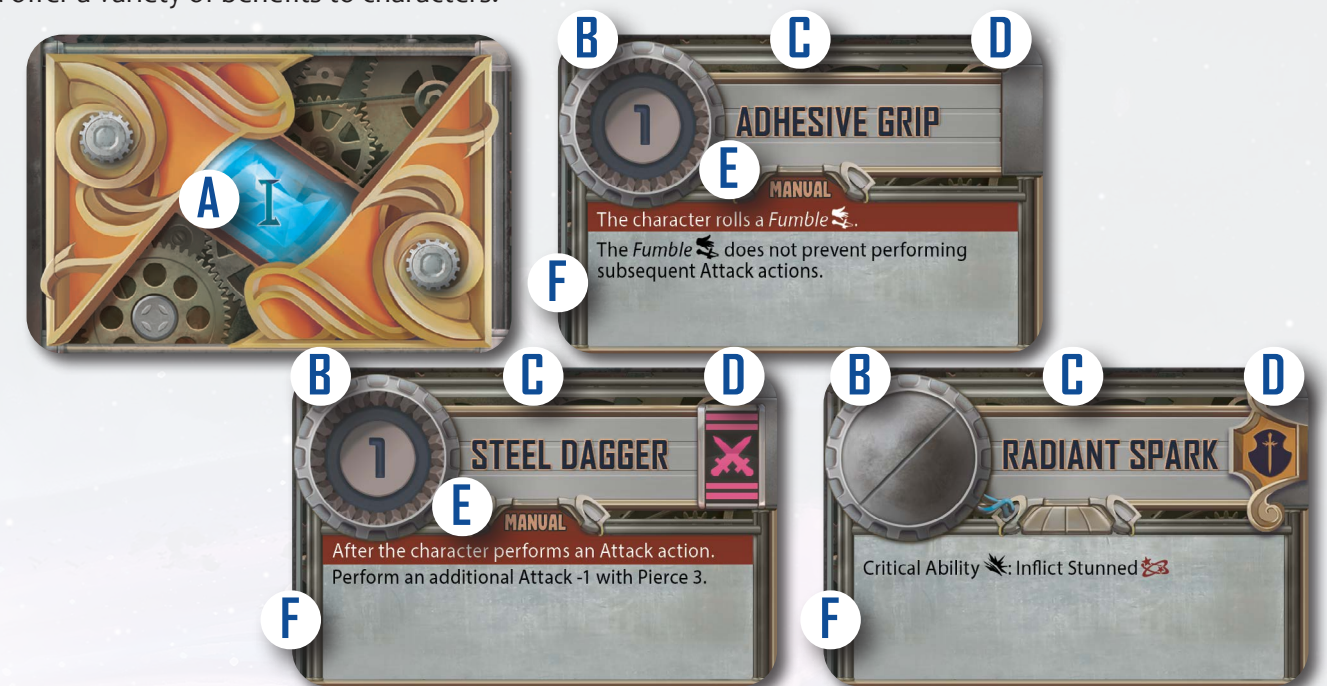 offer a variety of benefits to characters.
B C D
1 ADHESIVE GRIP
E
MANUAL
A I
The character rolls a Fumble .
The Fumble does not prevent performing
subsequent Attack actions.
F
B C D
1 STEEL DAGGER
E
MANUAL
After the character performs an Attack action.
Perform an additional Attack -1 with Pierce 3.
F
B C D
RADIANT SPARK
Critical Ability : Inflict Stunned
F